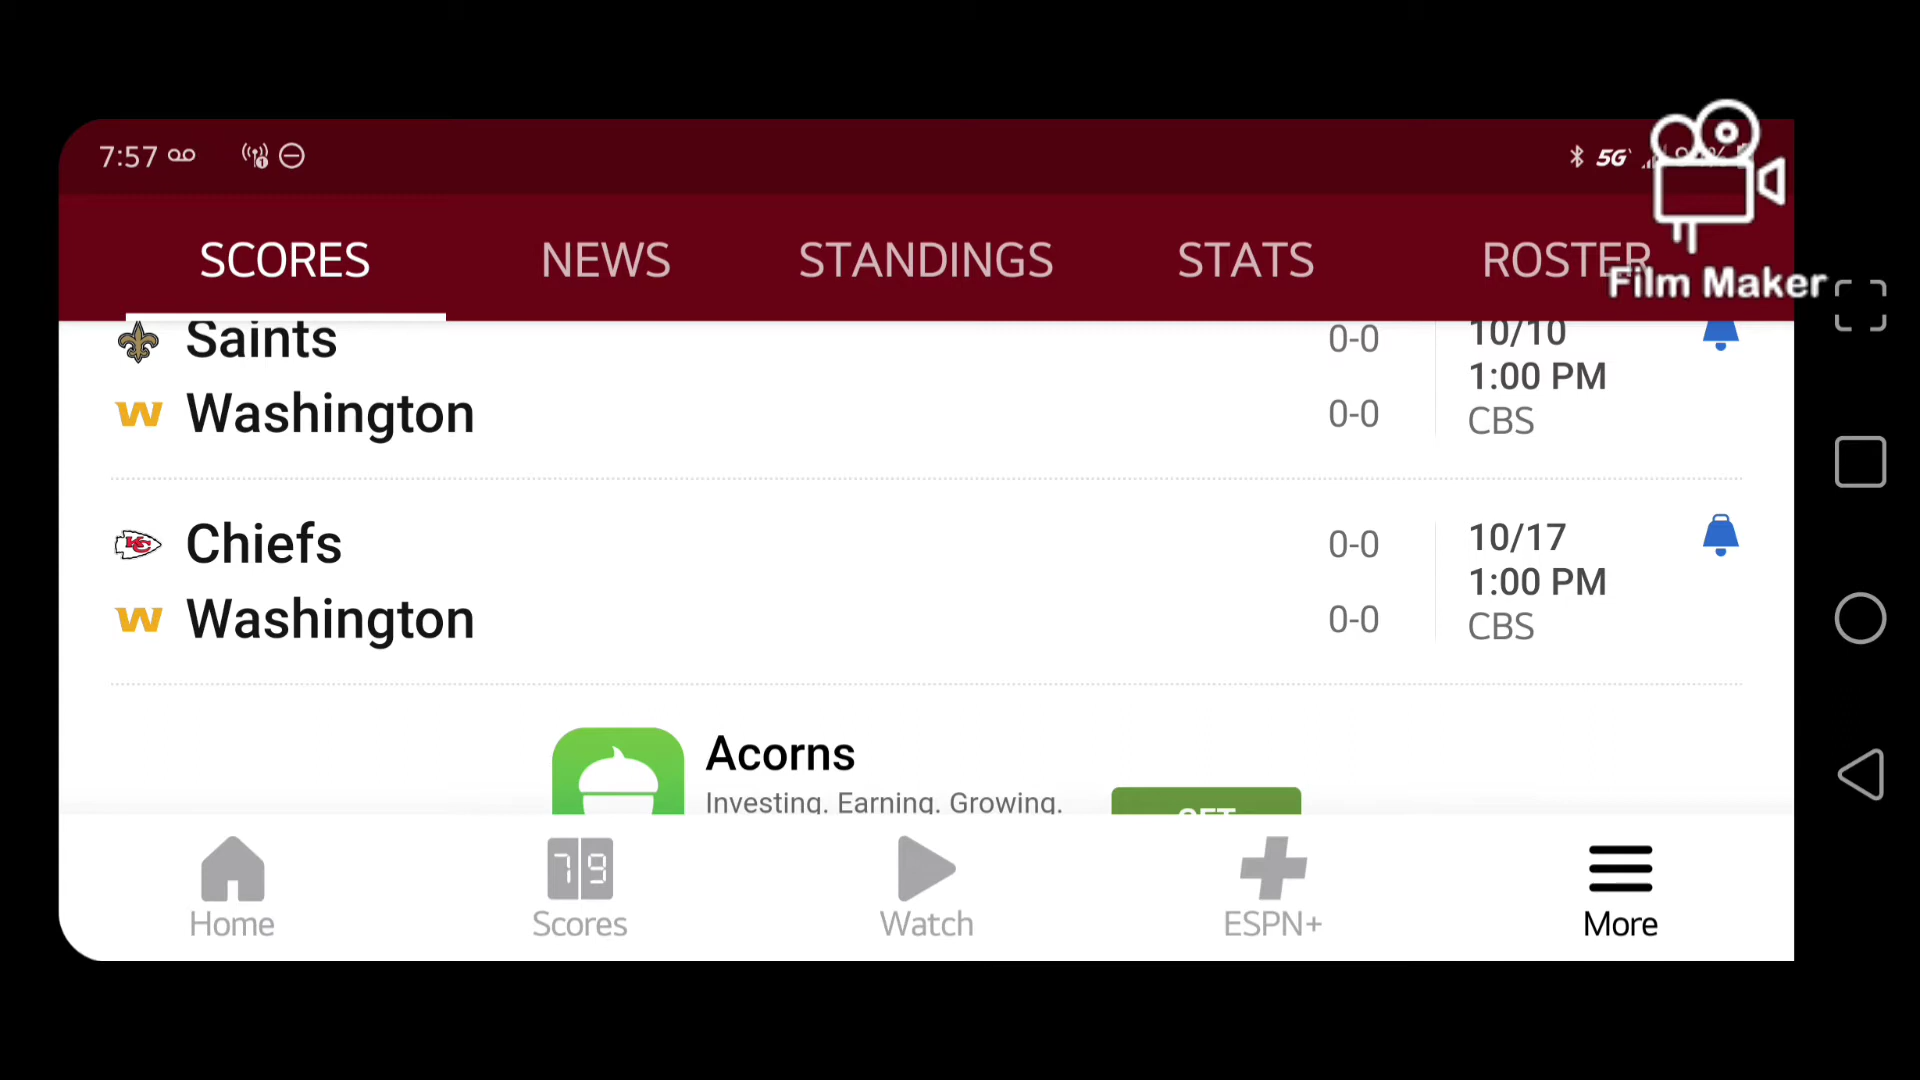 7:57 5G
SCORES NEWS STANDINGS STATS ROSTER
Film Maker
Saints 0-0 10/10
1:00 PM
Washington 0-0 CBS
Chiefs 0-0 10/17
1:00 PM
Washington 0-0 CBS
Acorns
Investing. Earning. Growing.
Home Scores Watch ESPN+ More